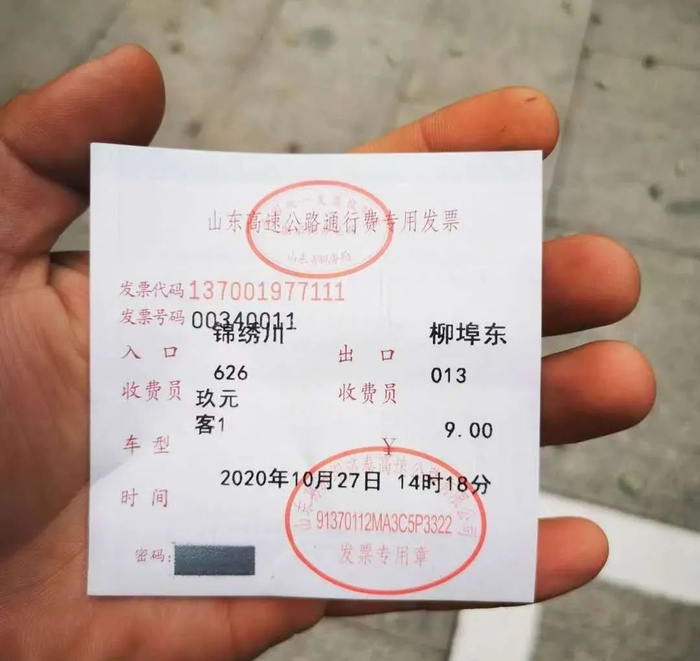 山东高速公路通行费专用发票
发票代码 137001977111
发票号码 00340011
锦绣川 柳埠东
入口 出口
626 013
收费员 收费员
玖元
客1 9.00
车型 ¥
2020年10月27日 14时18分
时间
91370112MA3C5P3322
发票专用章
密码: